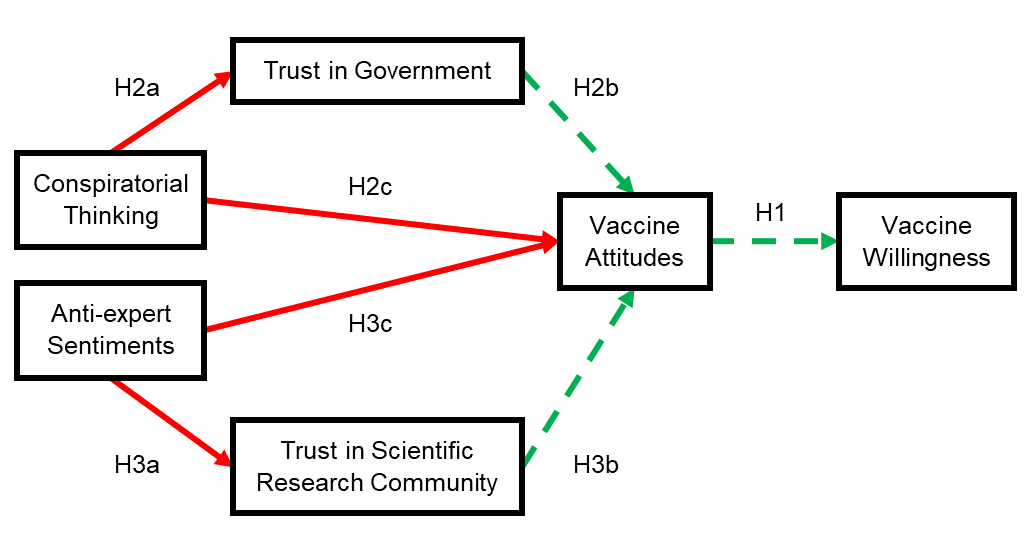 Trust in Government
H2a
H2b
Conspiratorial
Thinking
H2c
Vaccine
Attitudes
H1
Vaccine
Willingness
Anti-expert
Sentiments
H3c
H3a
Trust in Scientific
Research Community
H3b